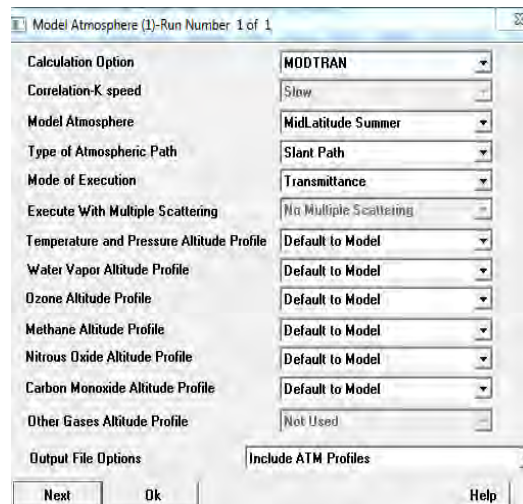 Model Atmosphere (1)-Run Number 1 of 1
Calculation Option MODTRAN
Correlation-K speed Slow
Model Atmosphere MidLatitude Summer
Type of Atmospheric Path Slant Path
Mode of Execution Transmittance
Execute With Multiple Scattering No Multiple Scattering
Temperature and Pressure Altitude Profile Default to Model
Water Vapor Altitude Profile Default to Model
Ozone Altitude Profile Default to Model
Methane Altitude Profile Default to Model
Nitrous Oxide Altitude Profile Default to Model
Carbon Monoxide Altitude Profile Default to Model
Other Gases Altitude Profile Not Used
Output File Options Include ATM Profiles
Next Ok Help